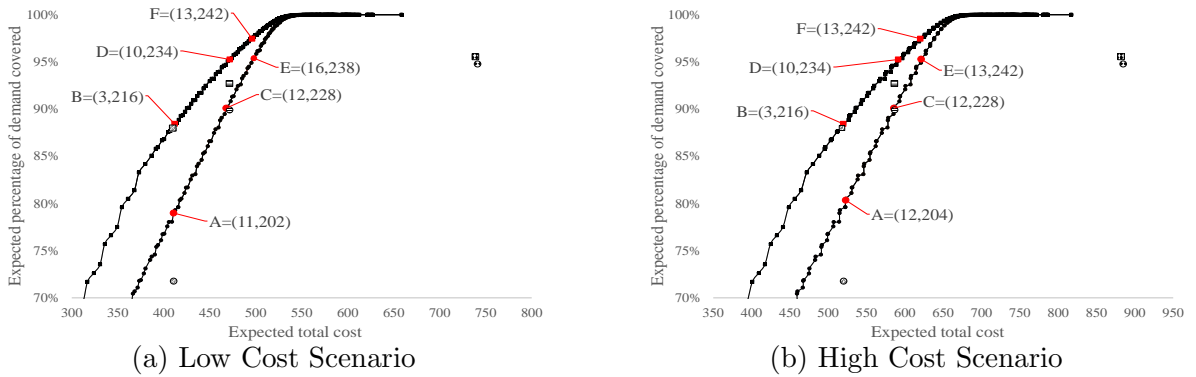 Expected percentage of demand covered
100%
95%
90%
85%
80%
75%
70%
F=(13,242)
D=(10,234)
E=(16,238)
B=(3,216)
C=(12,228)
A=(11,202)
300 350 400 450 500 550 600 650 700 750 800
Expected total cost
(a) Low Cost Scenario
Expected percentage of demand covered
100%
95%
90%
85%
80%
75%
70%
F=(13,242)
D=(10,234)
E=(13,242)
B=(3,216)
C=(12,228)
A=(12,204)
350 400 450 500 550 600 650 700 750 800 850 900 950
Expected total cost
(b) High Cost Scenario